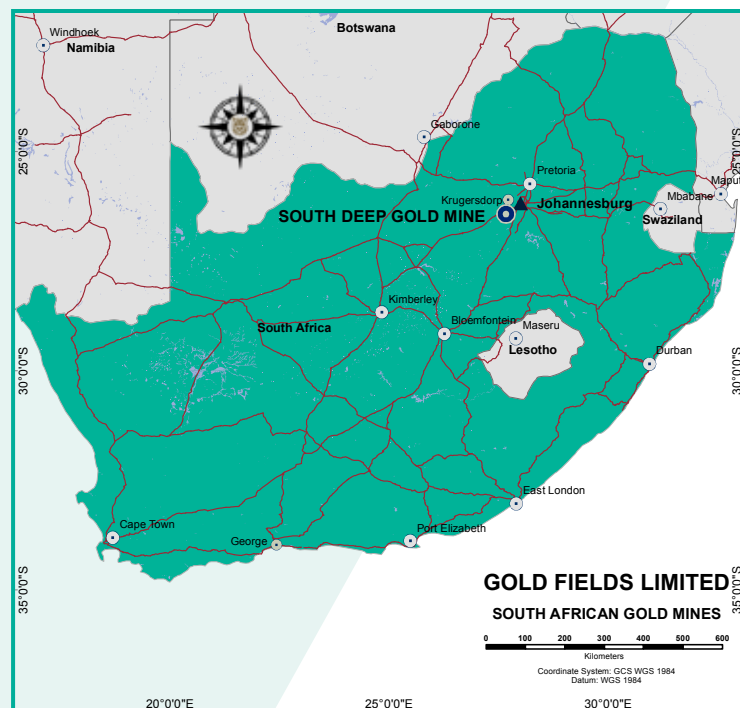 Windhoek
Namibia
Botswana
Gaborone
25°0'0"S
25°0'0"S
Pretoria
Maput
Krugersdorp
Mbabane
SOUTH DEEP GOLD MINE
Johannesburg
Swaziland
Kimberley
South Africa
Bloemfontein
Maseru
Lesotho
Durban
30°0'0"S
30°0'0"S
East London
Cape Town
George
Port Elizabeth
35°0'0"S
35°0'0"S
GOLD FIELDS LIMITED
SOUTH AFRICAN GOLD MINES
0 100 200 300 400 500 600
Kilometers
Coordinate System: GCS WGS 1984
Datum: WGS 1984
20°0'0"E
25°0'0"E
30°0'0"E